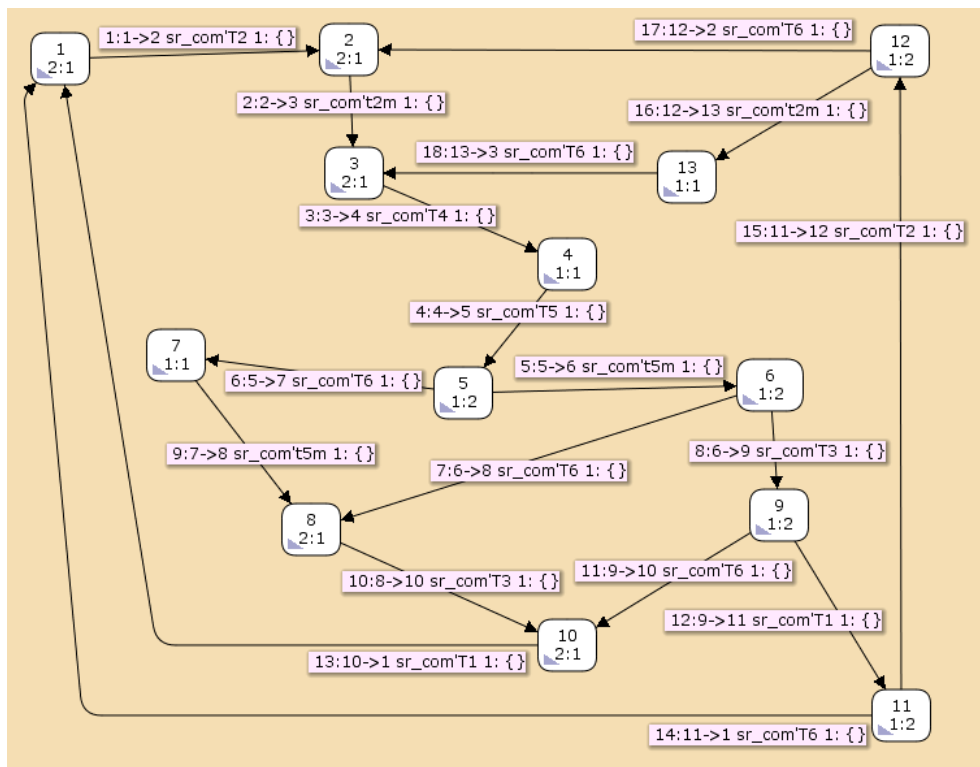 1:1->2 sr_com'T2 1: {}
17:12->2 sr_com'T6 1: {}
1
2:1
2
2:1
12
1:2
2:2->3 sr_com't2m 1: {}
16:12->13 sr_com't2m 1: {}
18:13->3 sr_com'T6 1: {}
3
2:1
13
1:1
3:3->4 sr_com'T4 1: {}
15:11->12 sr_com'T2 1: {}
4
1:1
4:4->5 sr_com'T5 1: {}
7
1:1
5:5->6 sr_com't5m 1: {}
6:5->7 sr_com'T6 1: {}
5
1:2
6
1:2
9:7->8 sr_com't5m 1: {}
7:6->8 sr_com'T6 1: {}
8:6->9 sr_com'T3 1: {}
8
2:1
9
1:2
10:8->10 sr_com'T3 1: {}
11:9->10 sr_com'T6 1: {}
12:9->11 sr_com'T1 1: {}
10
2:1
13:10->1 sr_com'T1 1: {}
11
1:2
14:11->1 sr_com'T6 1: {}